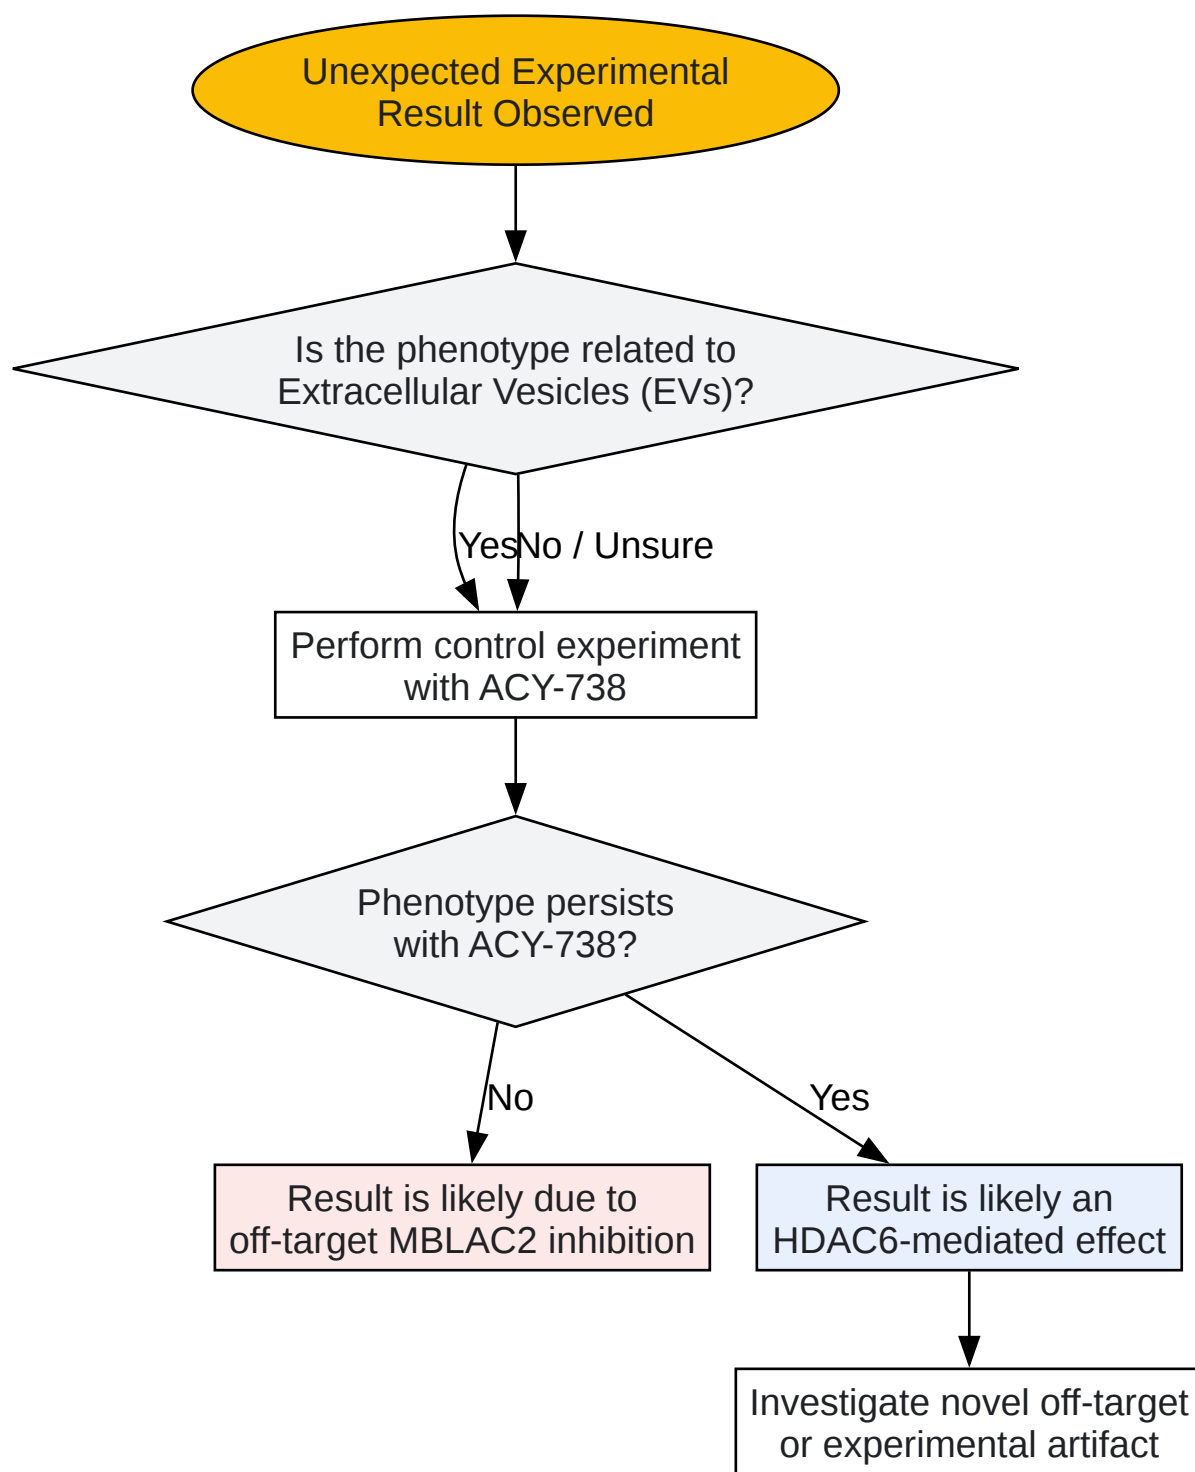 Unexpected Experimental
Result Observed
Is the phenotype related to
Extracellular Vesicles (EVs)?
Yes
No / Unsure
Perform control experiment
with ACY-738
Phenotype persists
with ACY-738?
No
Yes
Result is likely due to
off-target MBLAC2 inhibition
Result is likely an
HDAC6-mediated effect
Investigate novel off-target
or experimental artifact